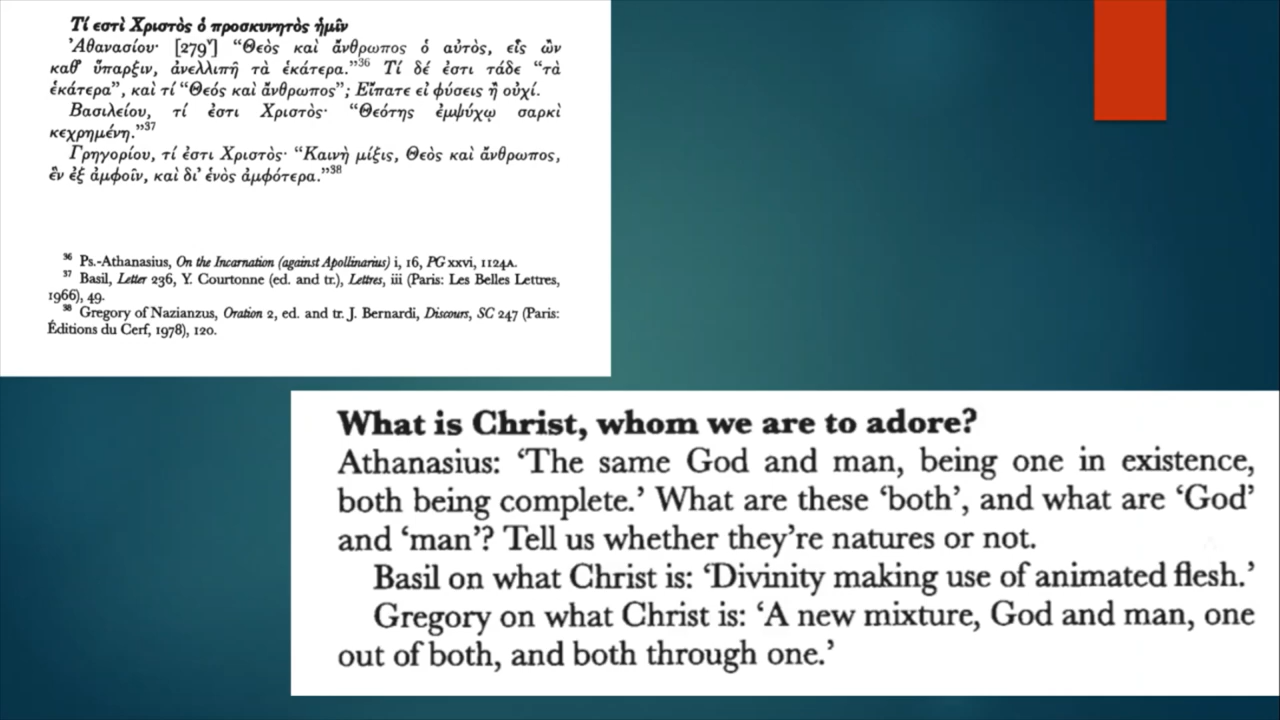 Τί εστὶ Χριστὸς ὁ προσκυνητὸς ἡμῖν
Ἀθανασίου· [279ᵛ] “Θεὸς καὶ ἄνθρωπος ὁ αὐτὸς, εἷς ὢν
καθ’ ὕπαρξιν, ἀνελλιπῆ τὰ ἑκάτερα.”³⁶ Τί δέ ἐστι τάδε “τὰ
ἑκάτερα”, καὶ τί “Θεός καὶ ἄνθρωπος”; Εἴπατε εἰ φύσεις ἢ οὐχί.
Βασιλείου, τί ἐστι Χριστὸς· “Θεότης ἐμψύχῳ σαρκὶ
κεχρημένη.”³⁷
Γρηγορίου, τί ἐστι Χριστὸς· “Καινὴ μίξις, Θεὸς καὶ ἄνθρωπος,
ἓν ἐξ ἀμφοῖν, καὶ δι’ ἑνὸς ἀμφότερα.”³⁸
³⁶ Ps.-Athanasius, On the Incarnation (against Apollinarius) i, 16, PG xxvi, 1124A.
³⁷ Basil, Letter 236, Y. Courtonne (ed. and tr.), Lettres, iii (Paris: Les Belles Lettres,
1966), 49.
³⁸ Gregory of Nazianzus, Oration 2, ed. and tr. J. Bernardi, Discours, SC 247 (Paris:
Éditions du Cerf, 1978), 120.
What is Christ, whom we are to adore?
Athanasius: ‘The same God and man, being one in existence,
both being complete.’ What are these ‘both’, and what are ‘God’
and ‘man’? Tell us whether they’re natures or not.
Basil on what Christ is: ‘Divinity making use of animated flesh.’
Gregory on what Christ is: ‘A new mixture, God and man, one
out of both, and both through one.’